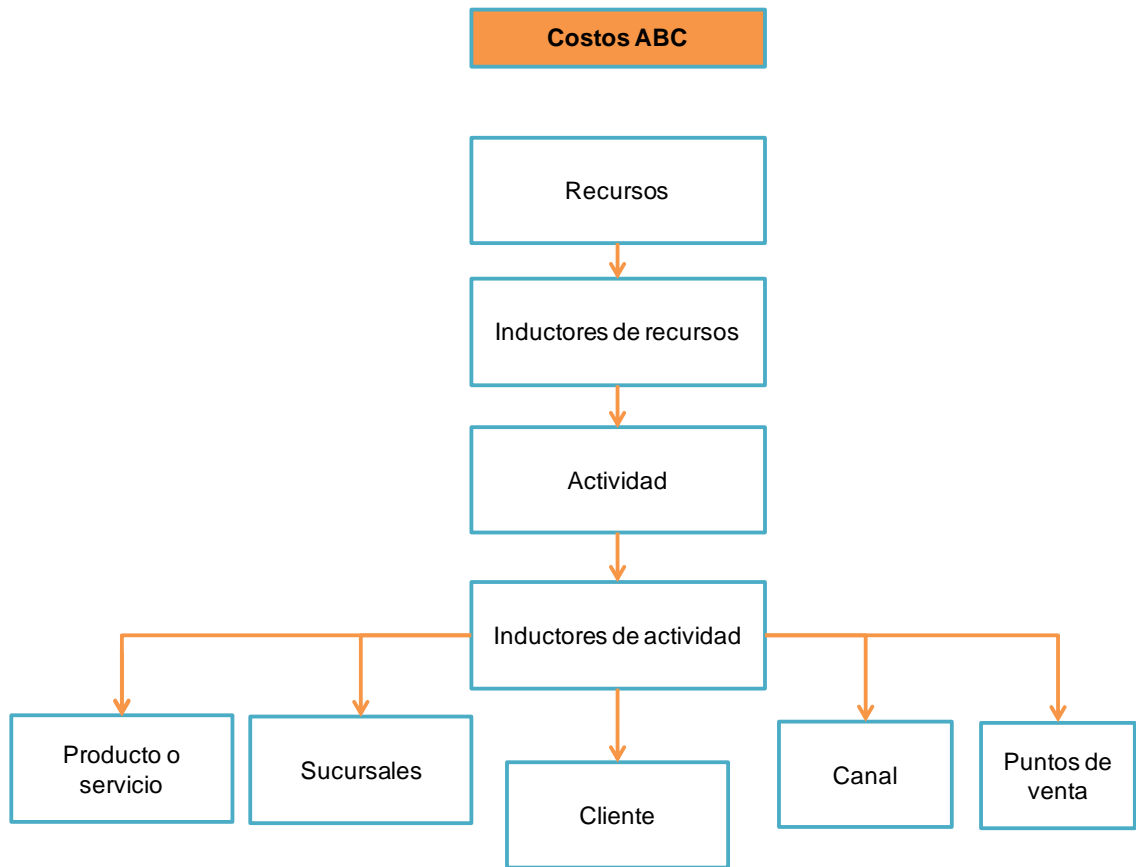 Costos ABC
Recursos
Inductores de recursos
Actividad
Inductores de actividad
Producto o
servicio
Sucursales
Cliente
Canal
Puntos de
venta